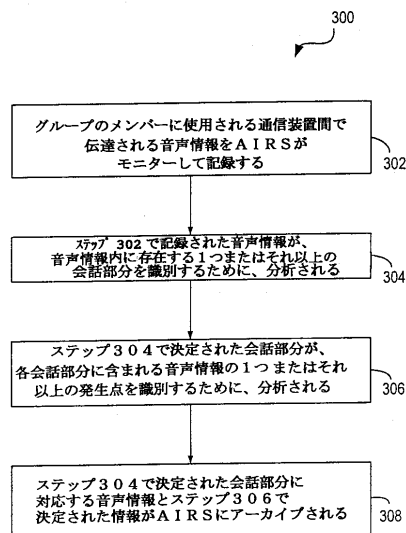 300
グループのメンバーに使用される通信装置間で
伝達される音声情報をAIRSが
モニターして記録する
302
ステップ302で記録された音声情報が、
音声情報内に存在する1つまたはそれ以上の
会話部分を識別するために、分析される
304
ステップ304で決定された会話部分が、
各会話部分に含まれる音声情報の1つまたはそれ
以上の発生点を識別するために、分析される
306
ステップ304で決定された会話部分に
対応する音声情報とステップ306で
決定された情報がAIRSにアーカイブされる
308